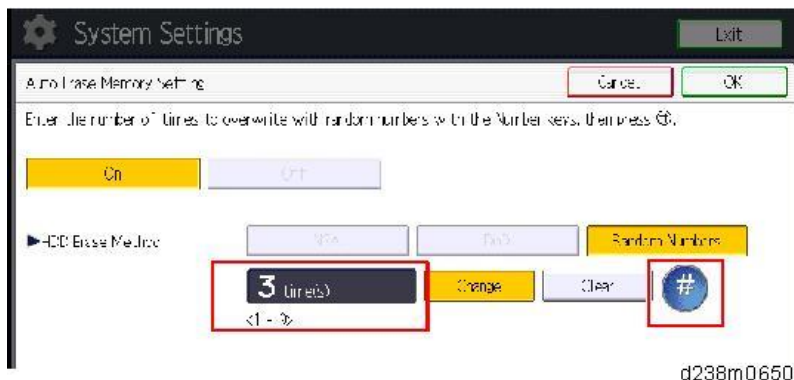 System Settings
Exit
Auto Erase Memory Setting
Cancel
OK
Enter the number of times to overwrite with random numbers with the Number keys, then press
On
Off
▶HDD Erase Method
NSA
DoD
Random Numbers
3 time(s)
Change
Clear
#
<1 - 9>
d238m0650